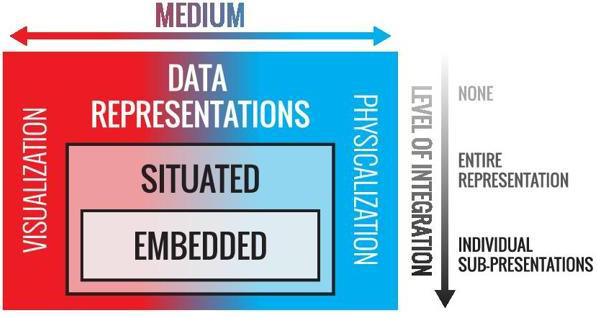 MEDIUM
DATA
REPRESENTATIONS
VISUALIZATION
PHYSICALIZATION
SITUATED
EMBEDDED
LEVEL OF INTEGRATION
NONE
ENTIRE
REPRESENTATION
INDIVIDUAL
SUB-PRESENTATIONS